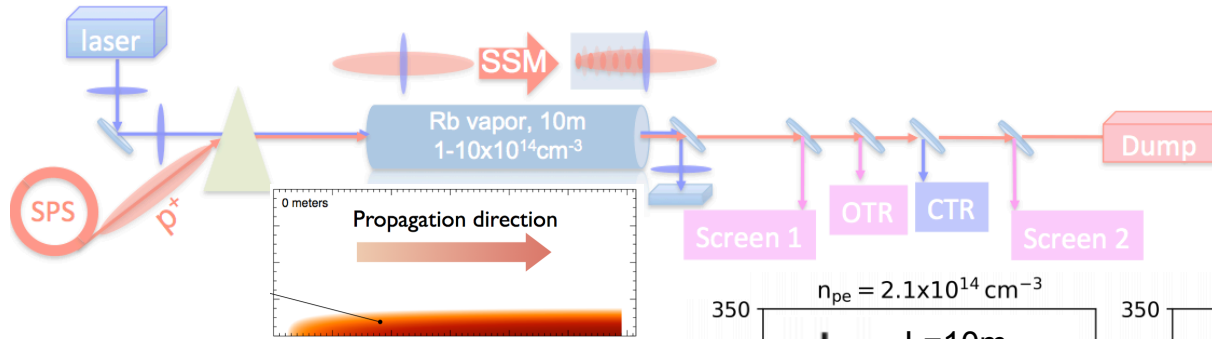 laser
SSM
Rb vapor, 10m
1-10x10¹⁴cm⁻³
SPS
p⁺
Dump
OTR
CTR
Screen 1
Screen 2
0 meters
Propagation direction
nₚₑ = 2.1x10¹⁴ cm⁻³
350
350